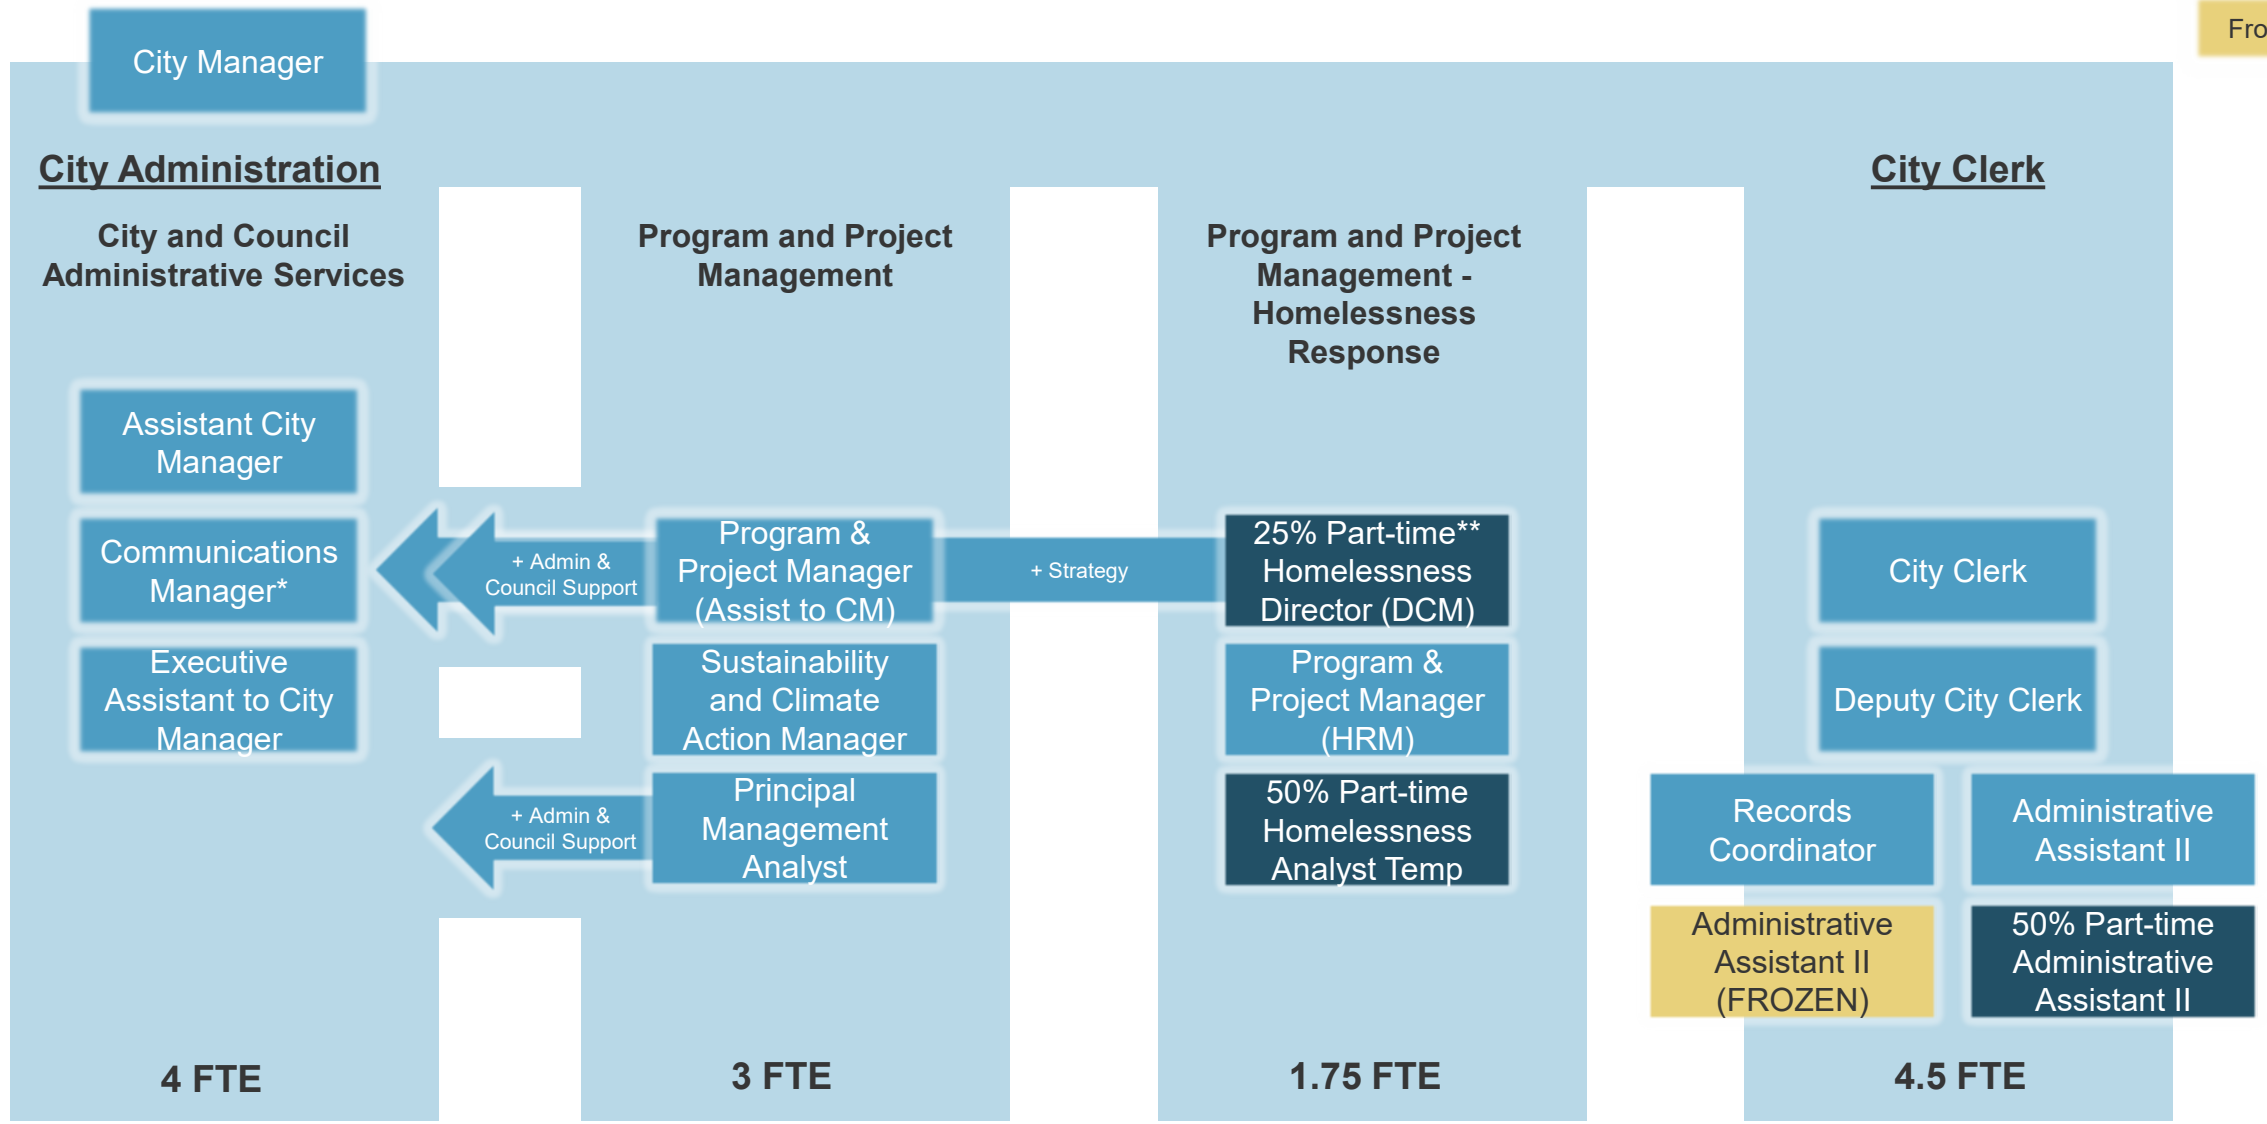 City Manager
Fro
City Administration
City and Council
Administrative Services
Assistant City
Manager
Communications
Manager*
Executive
Assistant to City
Manager
4 FTE
Program and Project
Management
+ Admin &
Council Support
Program &
Project Manager
(Assist to CM)
Sustainability
and Climate
Action Manager
+ Admin &
Council Support
Principal
Management
Analyst
3 FTE
Program and Project
Management -
Homelessness
Response
+ Strategy
25% Part-time**
Homelessness
Director (DCM)
Program &
Project Manager
(HRM)
50% Part-time
Homelessness
Analyst Temp
1.75 FTE
City Clerk
City Clerk
Deputy City Clerk
Records
Coordinator
Administrative
Assistant II
Administrative
Assistant II
(FROZEN)
50% Part-time
Administrative
Assistant II
4.5 FTE